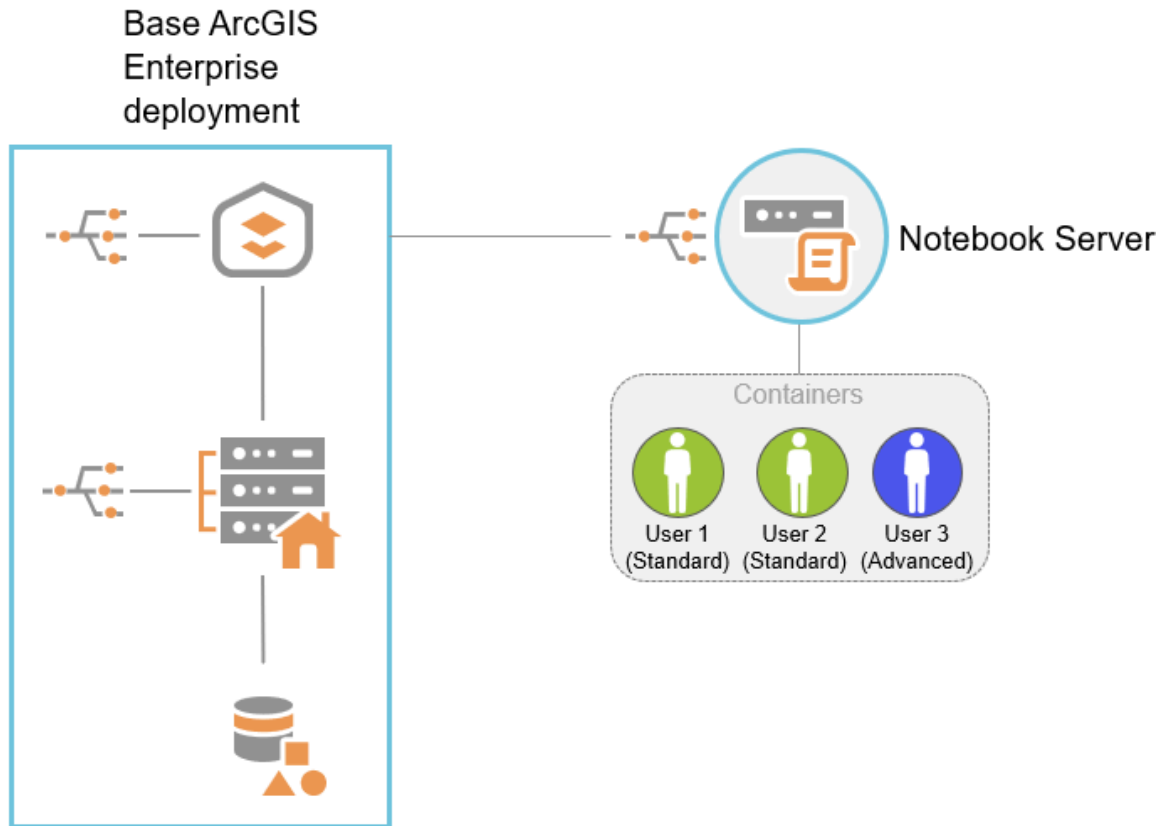 Base ArcGIS
Enterprise
deployment
Notebook Server
Containers
User 1
(Standard)
User 2
(Standard)
User 3
(Advanced)